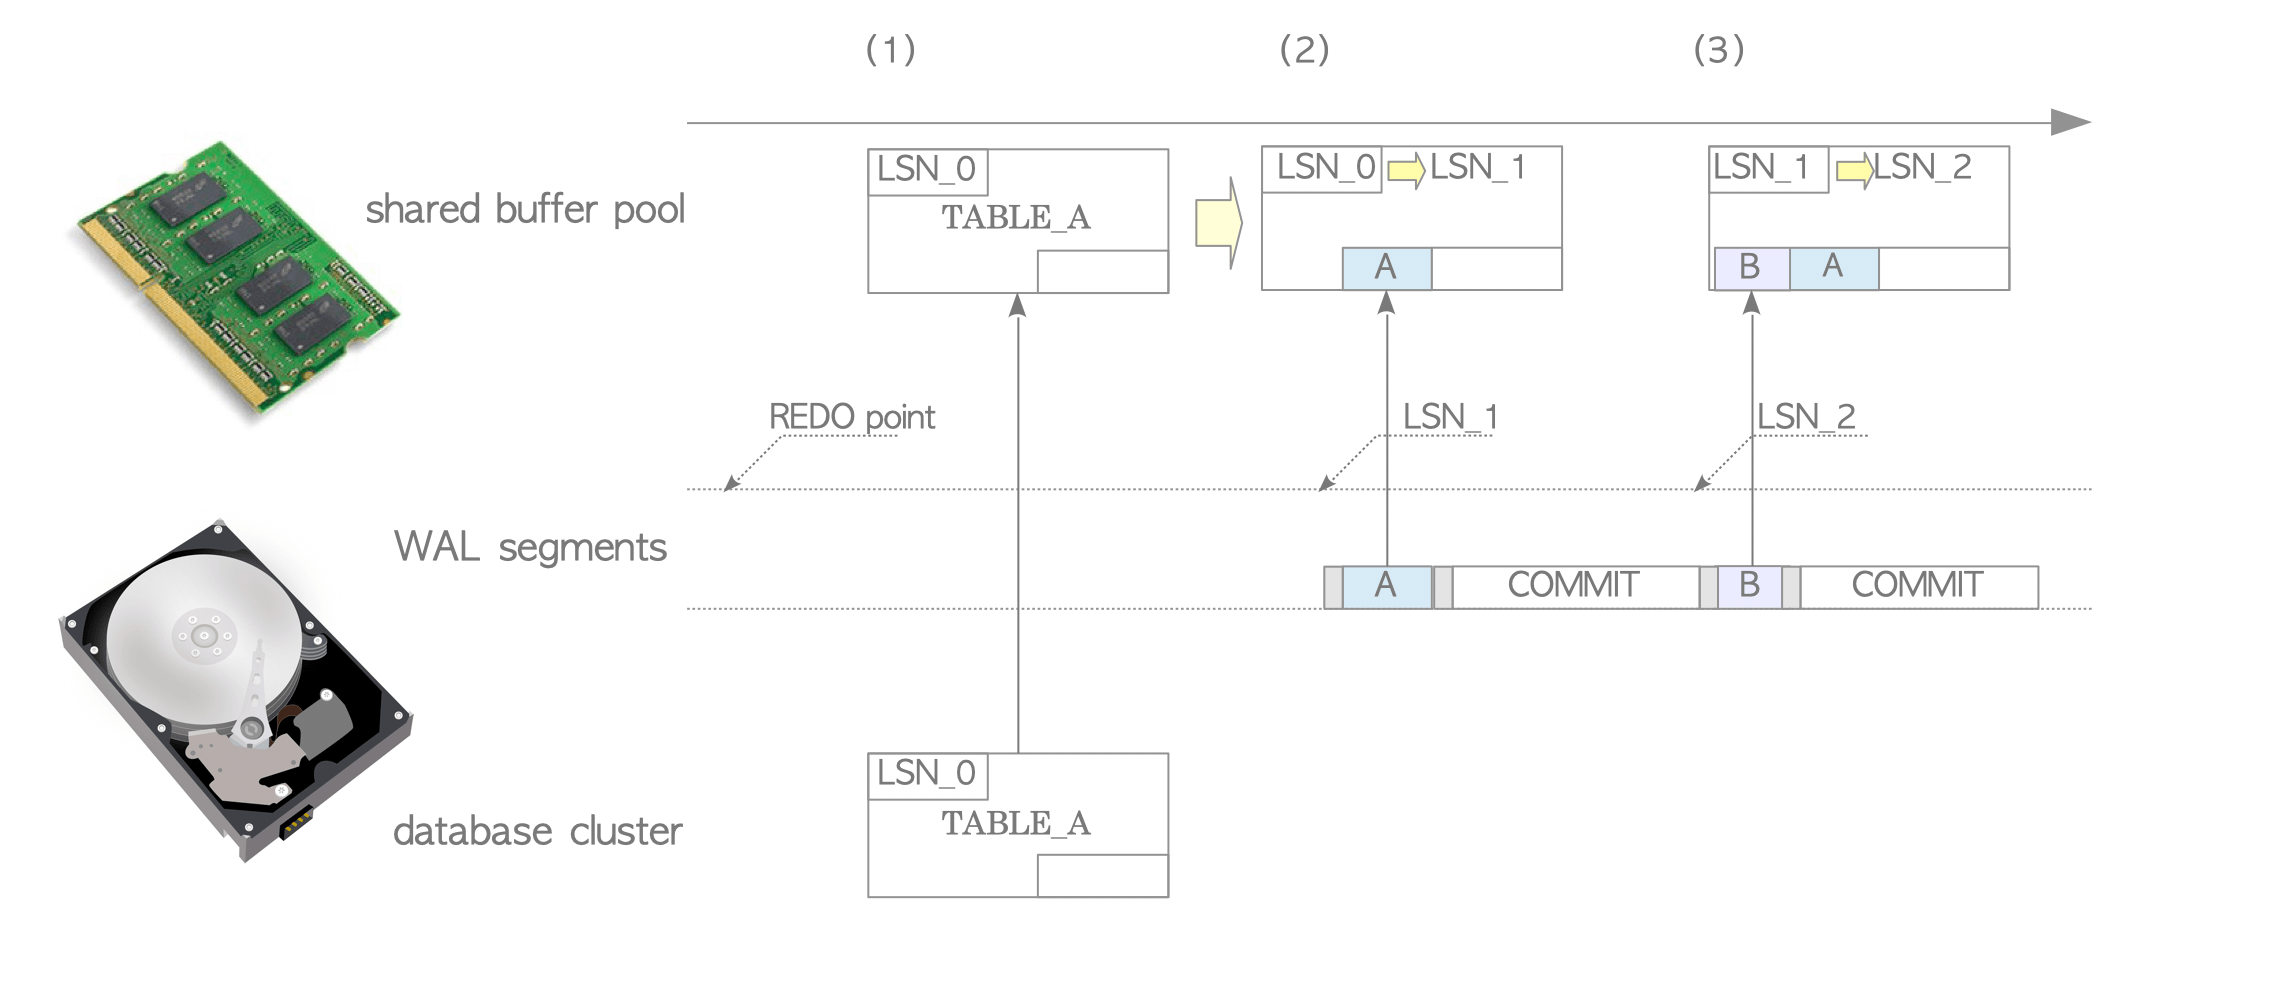 (1)
(2)
(3)
shared buffer pool
LSN_0
TABLE_A
LSN_0
LSN_1
A
LSN_1
LSN_2
B
A
REDO point
LSN_1
LSN_2
WAL segments
A
COMMIT
B
COMMIT
database cluster
LSN_0
TABLE_A